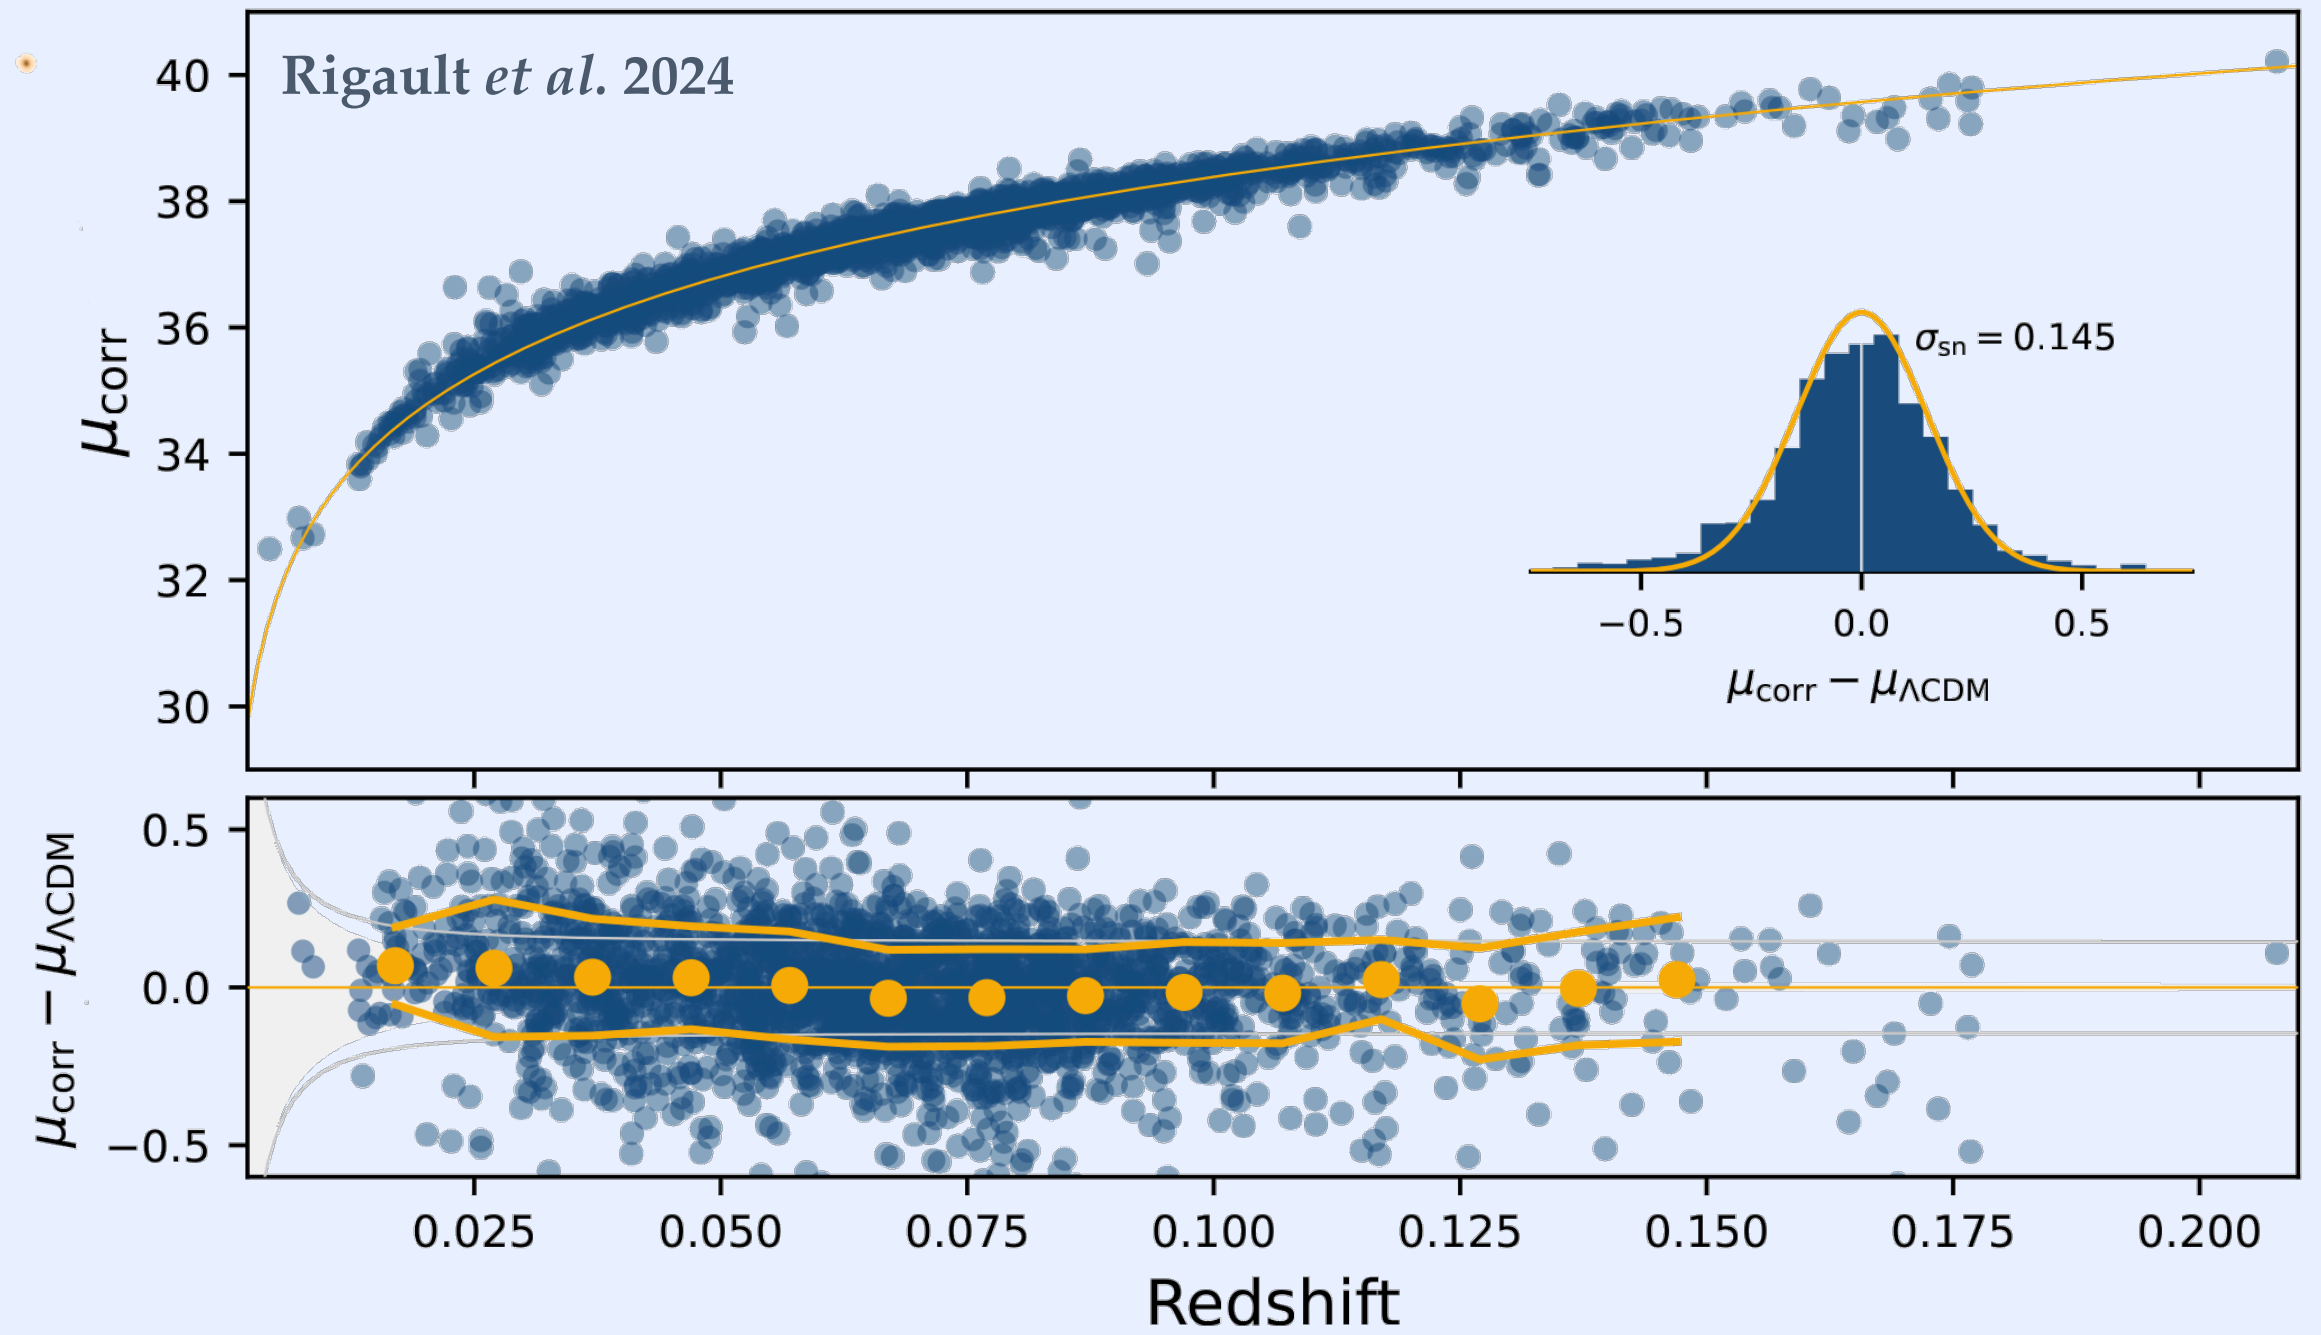 Rigault et al. 2024
40
38
36
34
32
30
μcorr
σsn = 0.145
−0.5 0.0 0.5
μcorr − μΛCDM
0.5
0.0
−0.5
μcorr − μΛCDM
0.025 0.050 0.075 0.100 0.125 0.150 0.175 0.200
Redshift